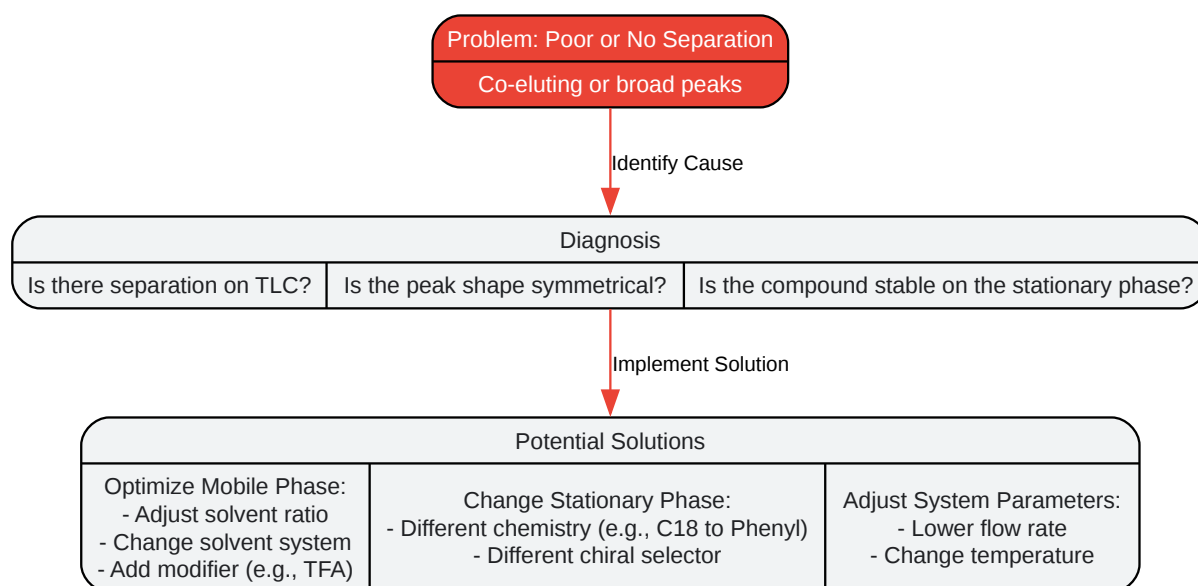 Problem: Poor or No Separation
Co-eluting or broad peaks
Identify Cause
Diagnosis
Is there separation on TLC?
Is the peak shape symmetrical?
Is the compound stable on the stationary phase?
Implement Solution
Potential Solutions
Optimize Mobile Phase:
- Adjust solvent ratio
- Change solvent system
- Add modifier (e.g., TFA)
Change Stationary Phase:
- Different chemistry (e.g., C18 to Phenyl)
- Different chiral selector
Adjust System Parameters:
- Lower flow rate
- Change temperature